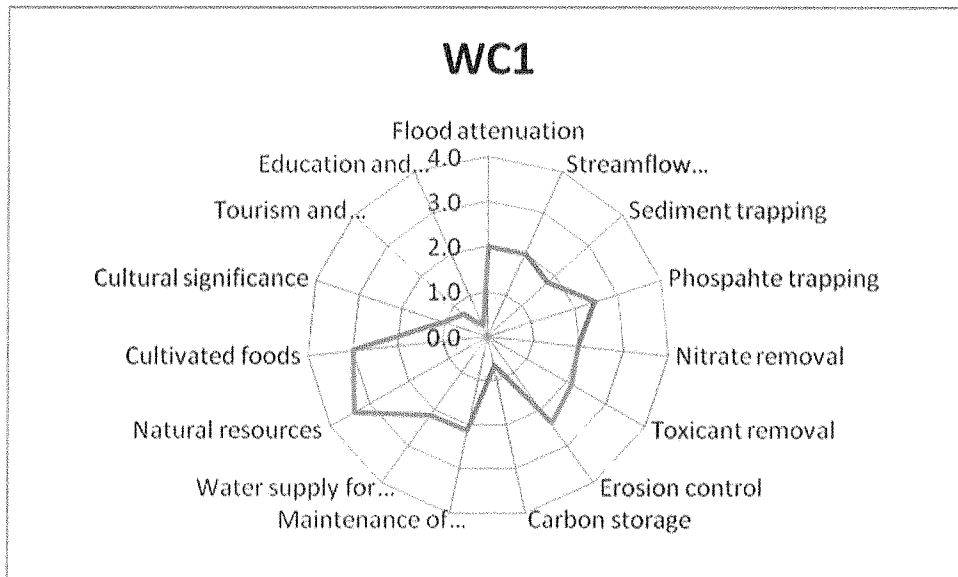 WC1
Flood attenuation
Streamflow...
Sediment trapping
Phospahte trapping
Nitrate removal
Toxicant removal
Erosion control
Carbon storage
Maintenance of...
Water supply for...
Natural resources
Cultivated foods
Cultural significance
Tourism and...
Education and...
4.0
3.0
2.0
1.0
0.0